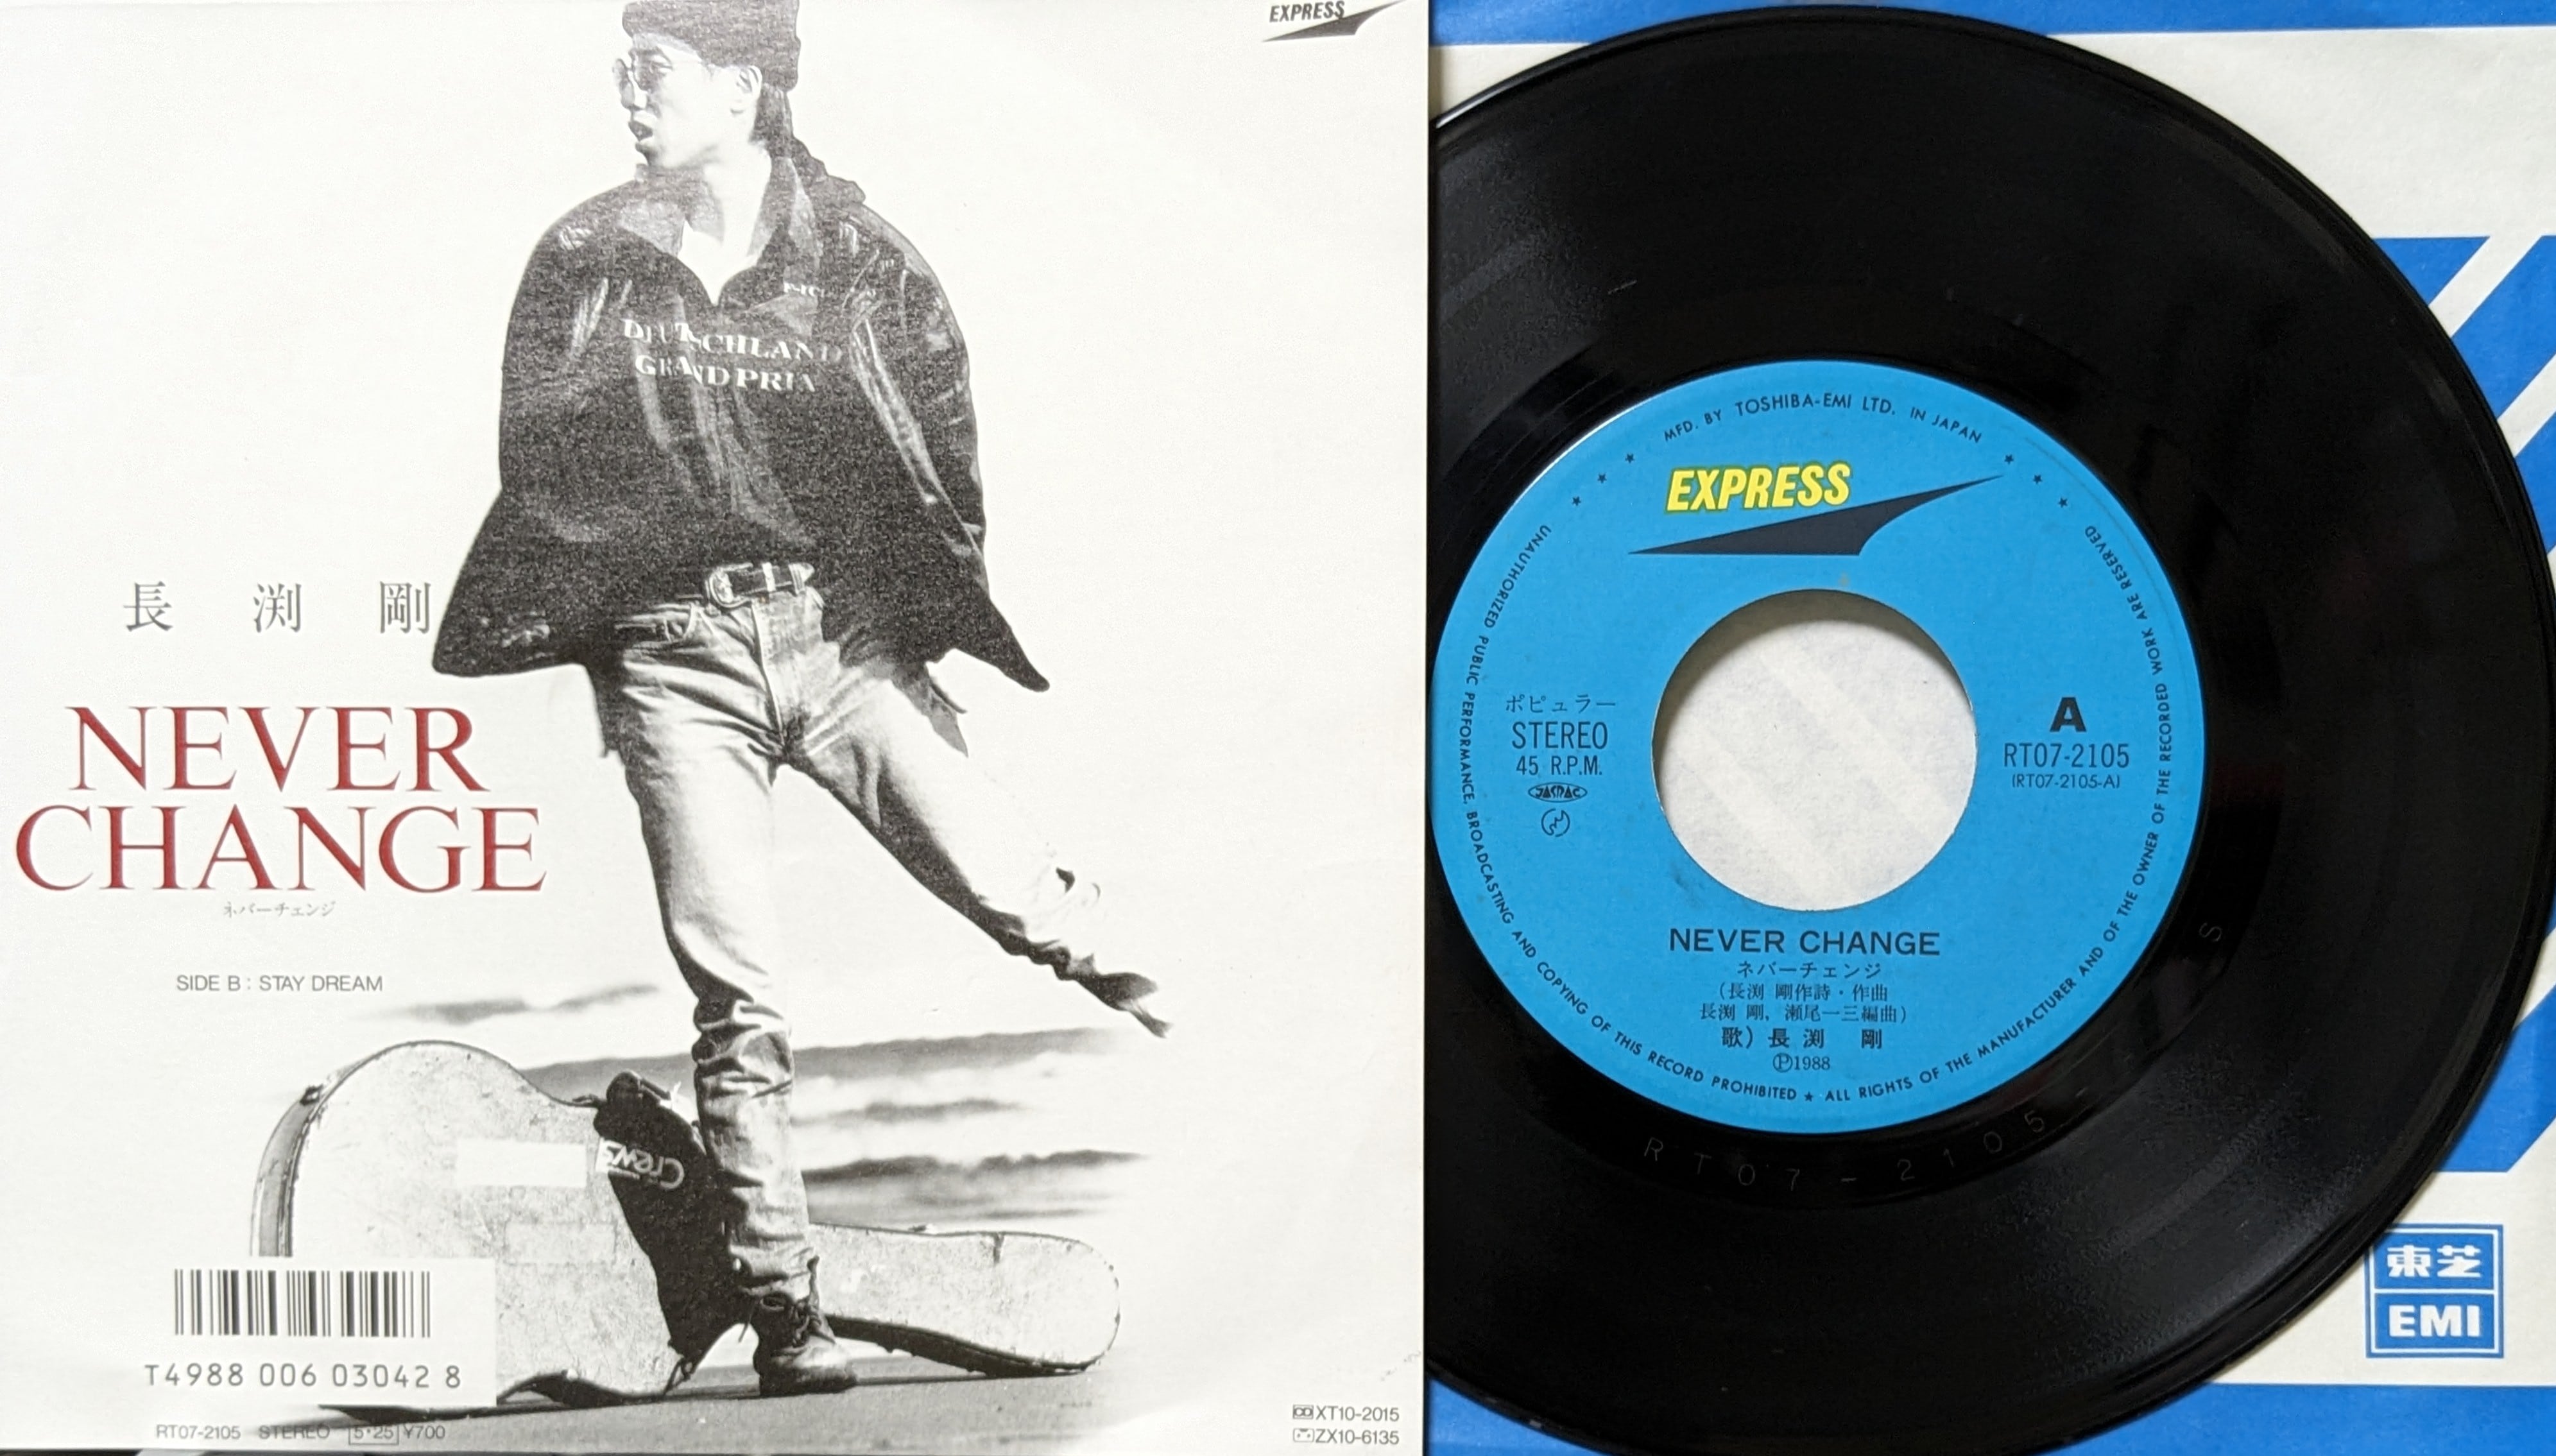 EXPRESS
DEUTSCHLAND
GRAND PRIX
長渕剛
NEVER
CHANGE
ネバーチェンジ
SIDE B : STAY DREAM
Crews
T4988 006 03042 8
RT07-2105 STEREO 5・25 ¥700
XT10-2015
ZX10-6135
MFD. BY TOSHIBA-EMI LTD. IN JAPAN
EXPRESS
ポピュラー
STEREO
45 R.P.M.
JASRAC
A
RT07-2105
(RT07-2105-A)
NEVER CHANGE
ネバーチェンジ
(長渕 剛作詩・作曲
長渕 剛, 瀬尾一三編曲)
歌) 長渕 剛
Ⓟ1988
UNAUTHORIZED PUBLIC PERFORMANCE, BROADCASTING AND COPYING OF THIS RECORD PROHIBITED ★ ALL RIGHTS OF THE MANUFACTURER AND OF THE OWNER OF THE RECORDED WORK ARE RESERVED
RT07-2105- S
東芝
EMI